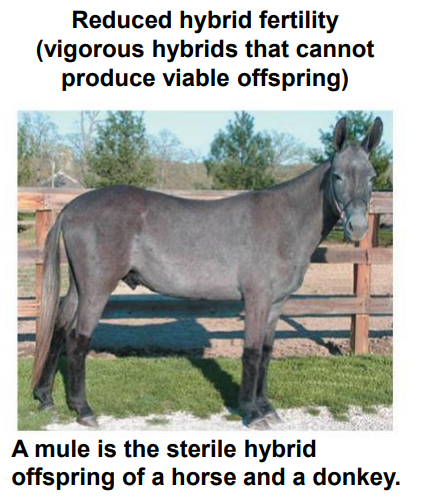 Reduced hybrid fertility
(vigorous hybrids that cannot
produce viable offspring)
A mule is the sterile hybrid
offspring of a horse and a donkey.